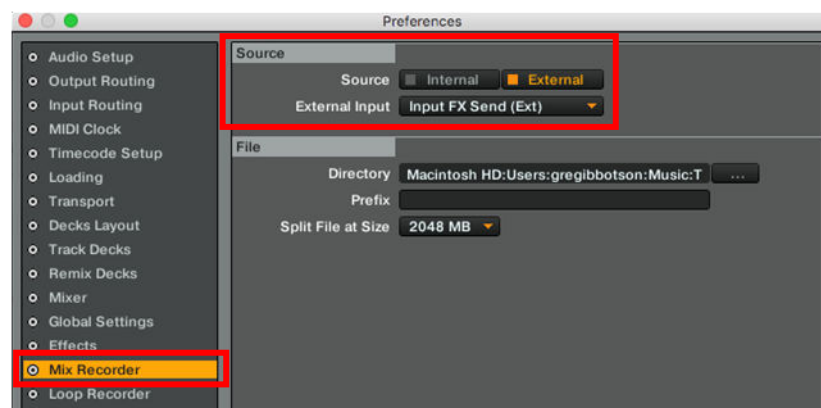 Preferences
Audio Setup
Output Routing
Input Routing
MIDI Clock
Timecode Setup
Loading
Transport
Decks Layout
Track Decks
Remix Decks
Mixer
Global Settings
Effects
Mix Recorder
Loop Recorder
Source
Source Internal External
External Input Input FX Send (Ext)
File
Directory Macintosh HD:Users:gregibbotson:Music:T ...
Prefix
Split File at Size 2048 MB